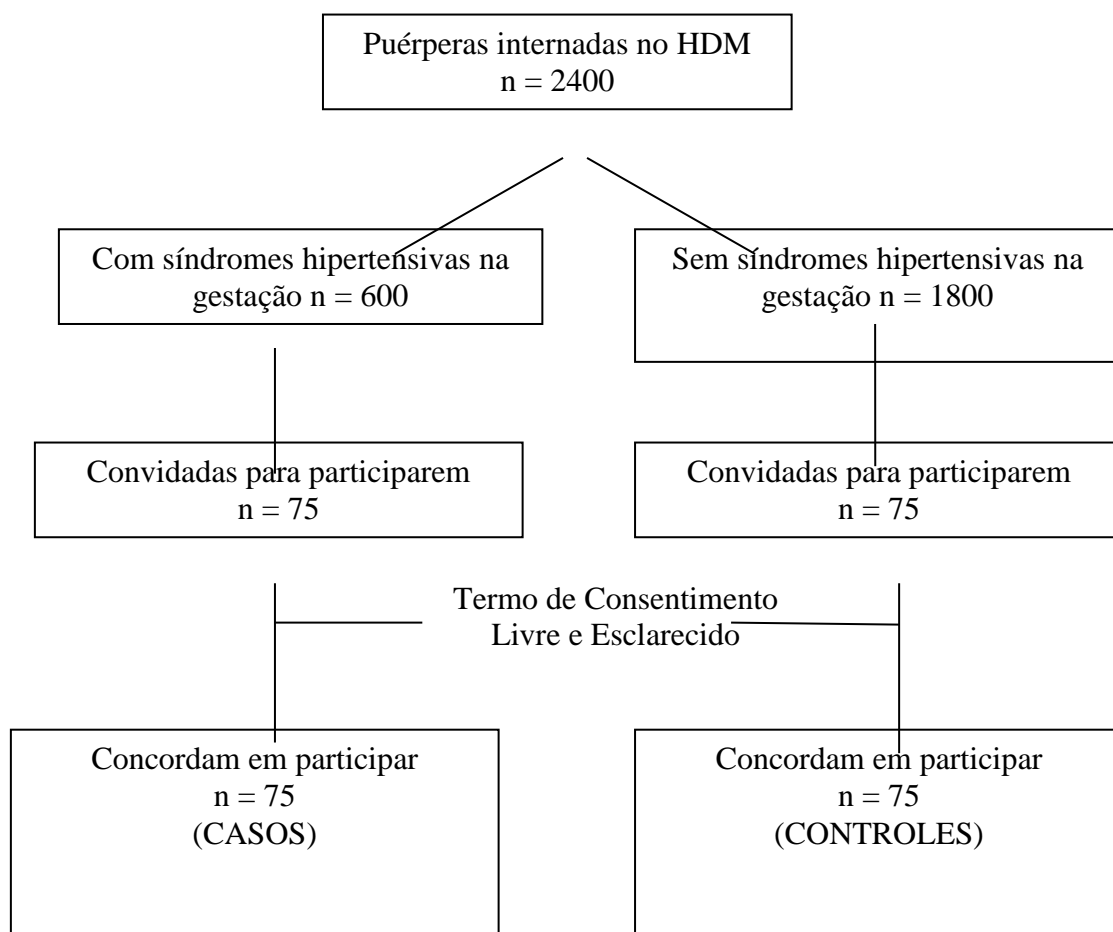 Puérperas internadas no HDM
n = 2400
Com síndromes hipertensivas na
gestação n = 600
Sem síndromes hipertensivas na
gestação n = 1800
Convidadas para participarem
n = 75
Convidadas para participarem
n = 75
Termo de Consentimento
Livre e Esclarecido
Concordam em participar
n = 75
(CASOS)
Concordam em participar
n = 75
(CONTROLES)